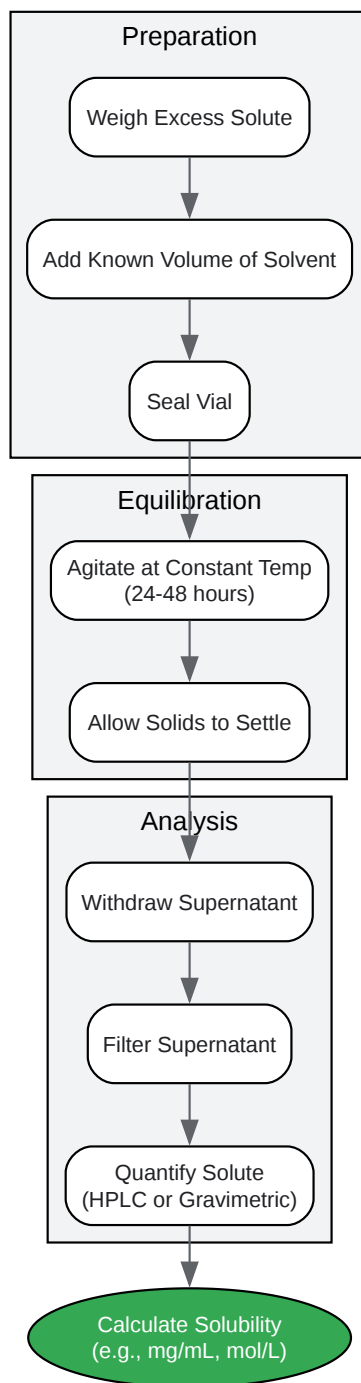 Preparation
Weigh Excess Solute
Add Known Volume of Solvent
Seal Vial
Equilibration
Agitate at Constant Temp
(24-48 hours)
Allow Solids to Settle
Analysis
Withdraw Supernatant
Filter Supernatant
Quantify Solute
(HPLC or Gravimetric)
Calculate Solubility
(e.g., mg/mL, mol/L)